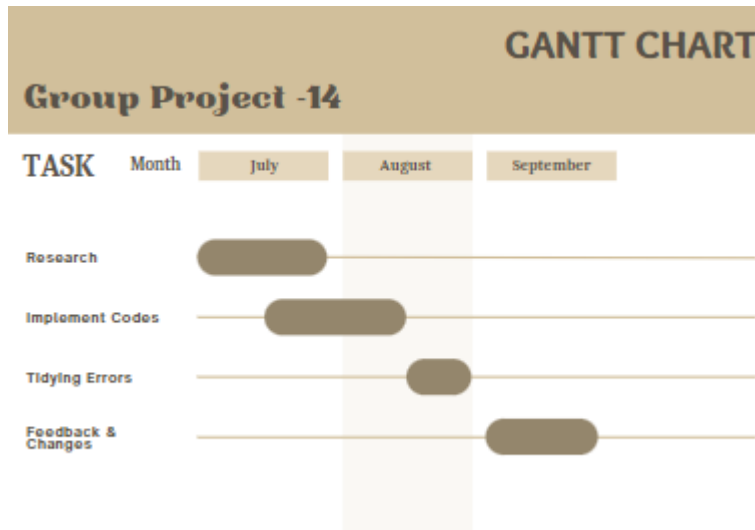 GANTT CHART
Group Project -14
TASK Month July August September
Research
Implement Codes
Tidying Errors
Feedback &
Changes